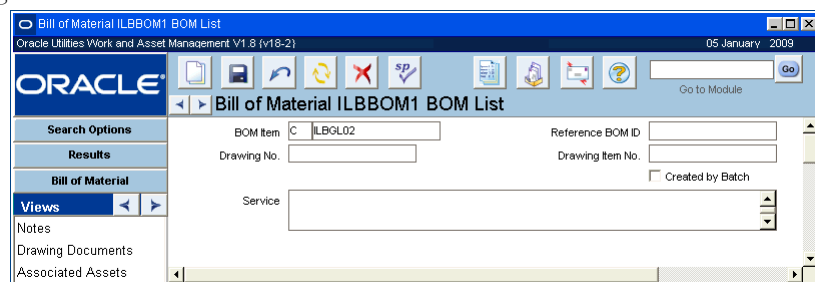 Bill of Material ILBBOM1 BOM List
Oracle Utilities Work and Asset Management V1.8 {v18-2} 05 January 2009
ORACLE
Go
Go to Module
Bill of Material ILBBOM1 BOM List
Search Options
Results
Bill of Material
Views
Notes
Drawing Documents
Associated Assets
BOM Item C ILBGL02 Reference BOM ID
Drawing No. Drawing Item No.
Created by Batch
Service